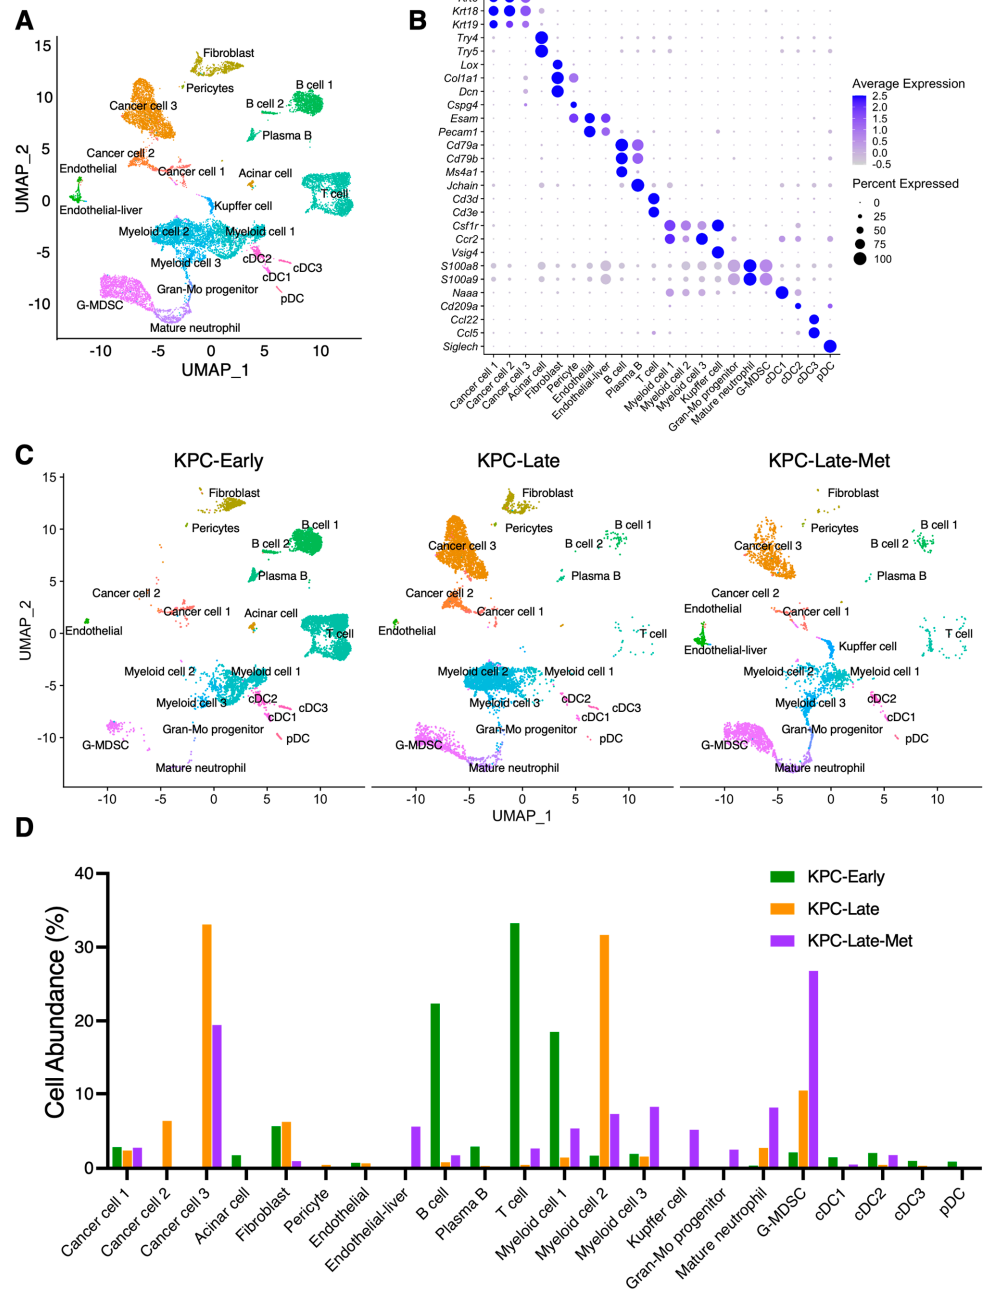 A
15
10
5
0
-5
-10
UMAP_2
-10
-5
0
5
10
UMAP_1
Fibroblast
Pericytes
B cell 1
Cancer cell 3
B cell 2
Plasma B
Cancer cell 2
Endothelial
Cancer cell 1
Acinar cell
T cell
Endothelial-liver
Kupffer cell
Myeloid cell 2
Myeloid cell 1
Myeloid cell 3
cDC2
cDC3
cDC1
Gran-Mo progenitor
pDC
G-MDSC
Mature neutrophil
B
Krt18
Krt19
Try4
Try5
Lox
Col1a1
Dcn
Cspg4
Esam
Pecam1
Cd79a
Cd79b
Ms4a1
Jchain
Cd3d
Cd3e
Csf1r
Ccr2
Vsig4
S100a8
S100a9
Naaa
Cd209a
Ccl22
Ccl5
Siglech
Cancer cell 1
Cancer cell 2
Cancer cell 3
Acinar cell
Fibroblast
Pericyte
Endothelial
Endothelial-liver
B cell
Plasma B
T cell
Myeloid cell 1
Myeloid cell 2
Myeloid cell 3
Kupffer cell
Gran-Mo progenitor
Mature neutrophil
G-MDSC
cDC1
cDC2
cDC3
pDC
Average Expression
2.5
2.0
1.5
1.0
0.5
0.0
-0.5
Percent Expressed
0
25
50
75
100
C
KPC-Early
KPC-Late
KPC-Late-Met
15
10
5
0
-5
-10
UMAP_2
Fibroblast
Pericytes
B cell 1
B cell 2
Plasma B
Cancer cell 2
Cancer cell 1
Acinar cell
Endothelial
T cell
Myeloid cell 2
Myeloid cell 1
Myeloid cell 3
cDC2
cDC3
cDC1
Gran-Mo progenitor
pDC
G-MDSC
Mature neutrophil
-10
-5
0
5
10
Fibroblast
Pericytes
B cell 1
Cancer cell 3
B cell 2
Plasma B
Cancer cell 2
Cancer cell 1
Endothelial
T cell
Myeloid cell 2
Myeloid cell 1
Myeloid cell 3
cDC2
cDC3
cDC1
Gran-Mo progenitor
pDC
G-MDSC
Mature neutrophil
-10
-5
0
5
10
Fibroblast
Pericytes
B cell 1
Cancer cell 3
B cell 2
Plasma B
Cancer cell 2
Endothelial
Cancer cell 1
T cell
Endothelial-liver
Kupffer cell
Myeloid cell 2
Myeloid cell 1
Myeloid cell 3
cDC2
cDC1
Gran-Mo progenitor
pDC
G-MDSC
Mature neutrophil
-10
-5
0
5
10
UMAP_1
D
40
30
20
10
0
Cell Abundance (%)
KPC-Early
KPC-Late
KPC-Late-Met
Cancer cell 1
Cancer cell 2
Cancer cell 3
Acinar cell
Fibroblast
Pericyte
Endothelial
Endothelial-liver
B cell
Plasma B
T cell
Myeloid cell 1
Myeloid cell 2
Myeloid cell 3
Kupffer cell
Gran-Mo progenitor
Mature neutrophil
G-MDSC
cDC1
cDC2
cDC3
pDC